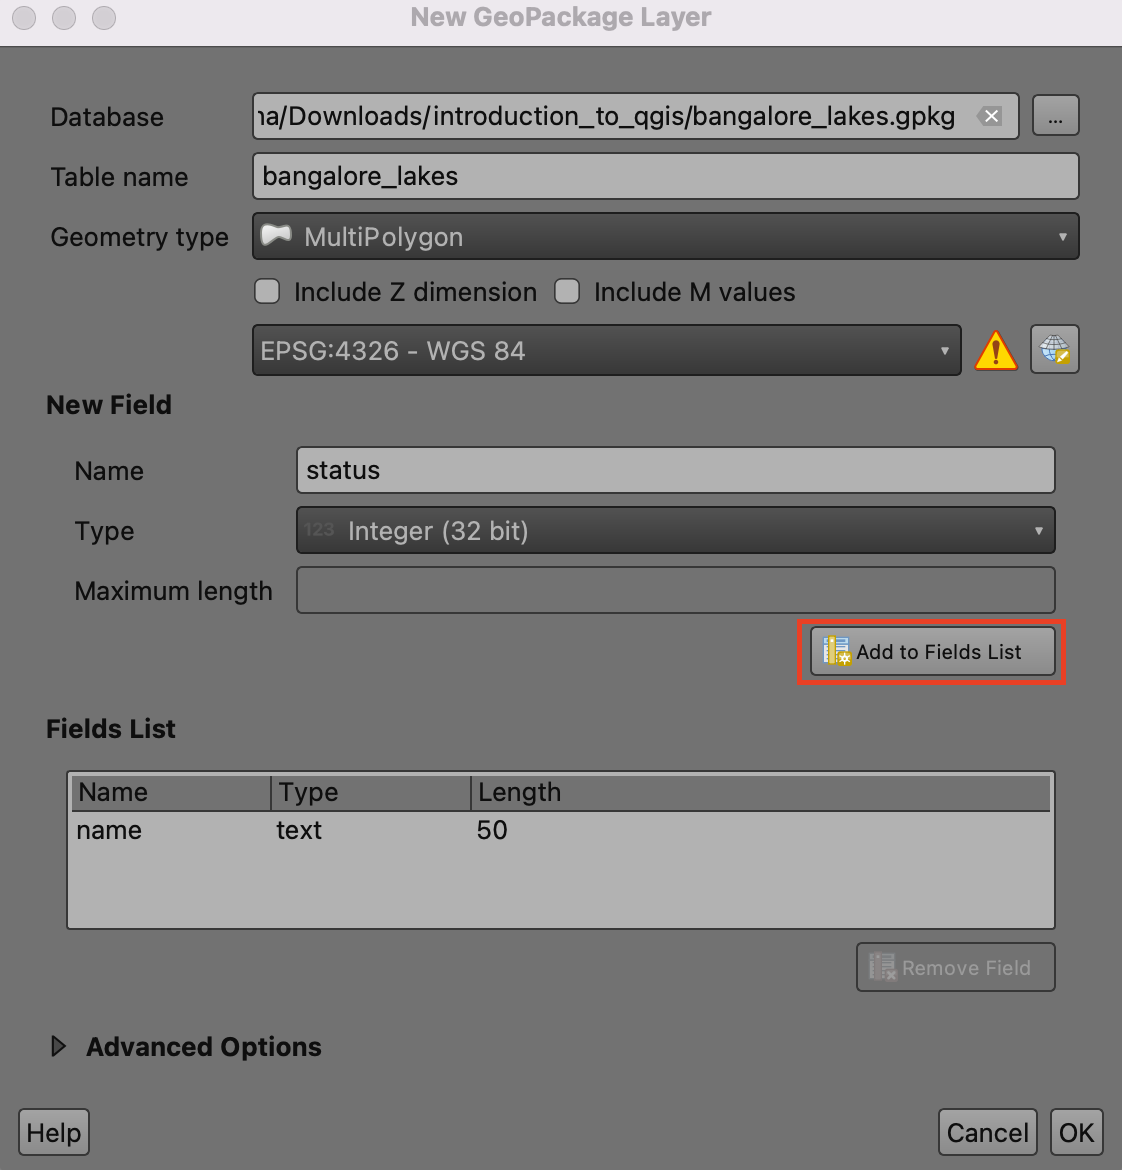 New GeoPackage Layer
Database
/Downloads/introduction_to_qgis/bangalore_lakes.gpkg
...
Table name
bangalore_lakes
Geometry type
MultiPolygon
Include Z dimension
Include M values
EPSG:4326 - WGS 84
New Field
Name
status
Type
123 Integer (32 bit)
Maximum length
Add to Fields List
Fields List
Name Type Length
name text 50
Remove Field
Advanced Options
Help
Cancel
OK